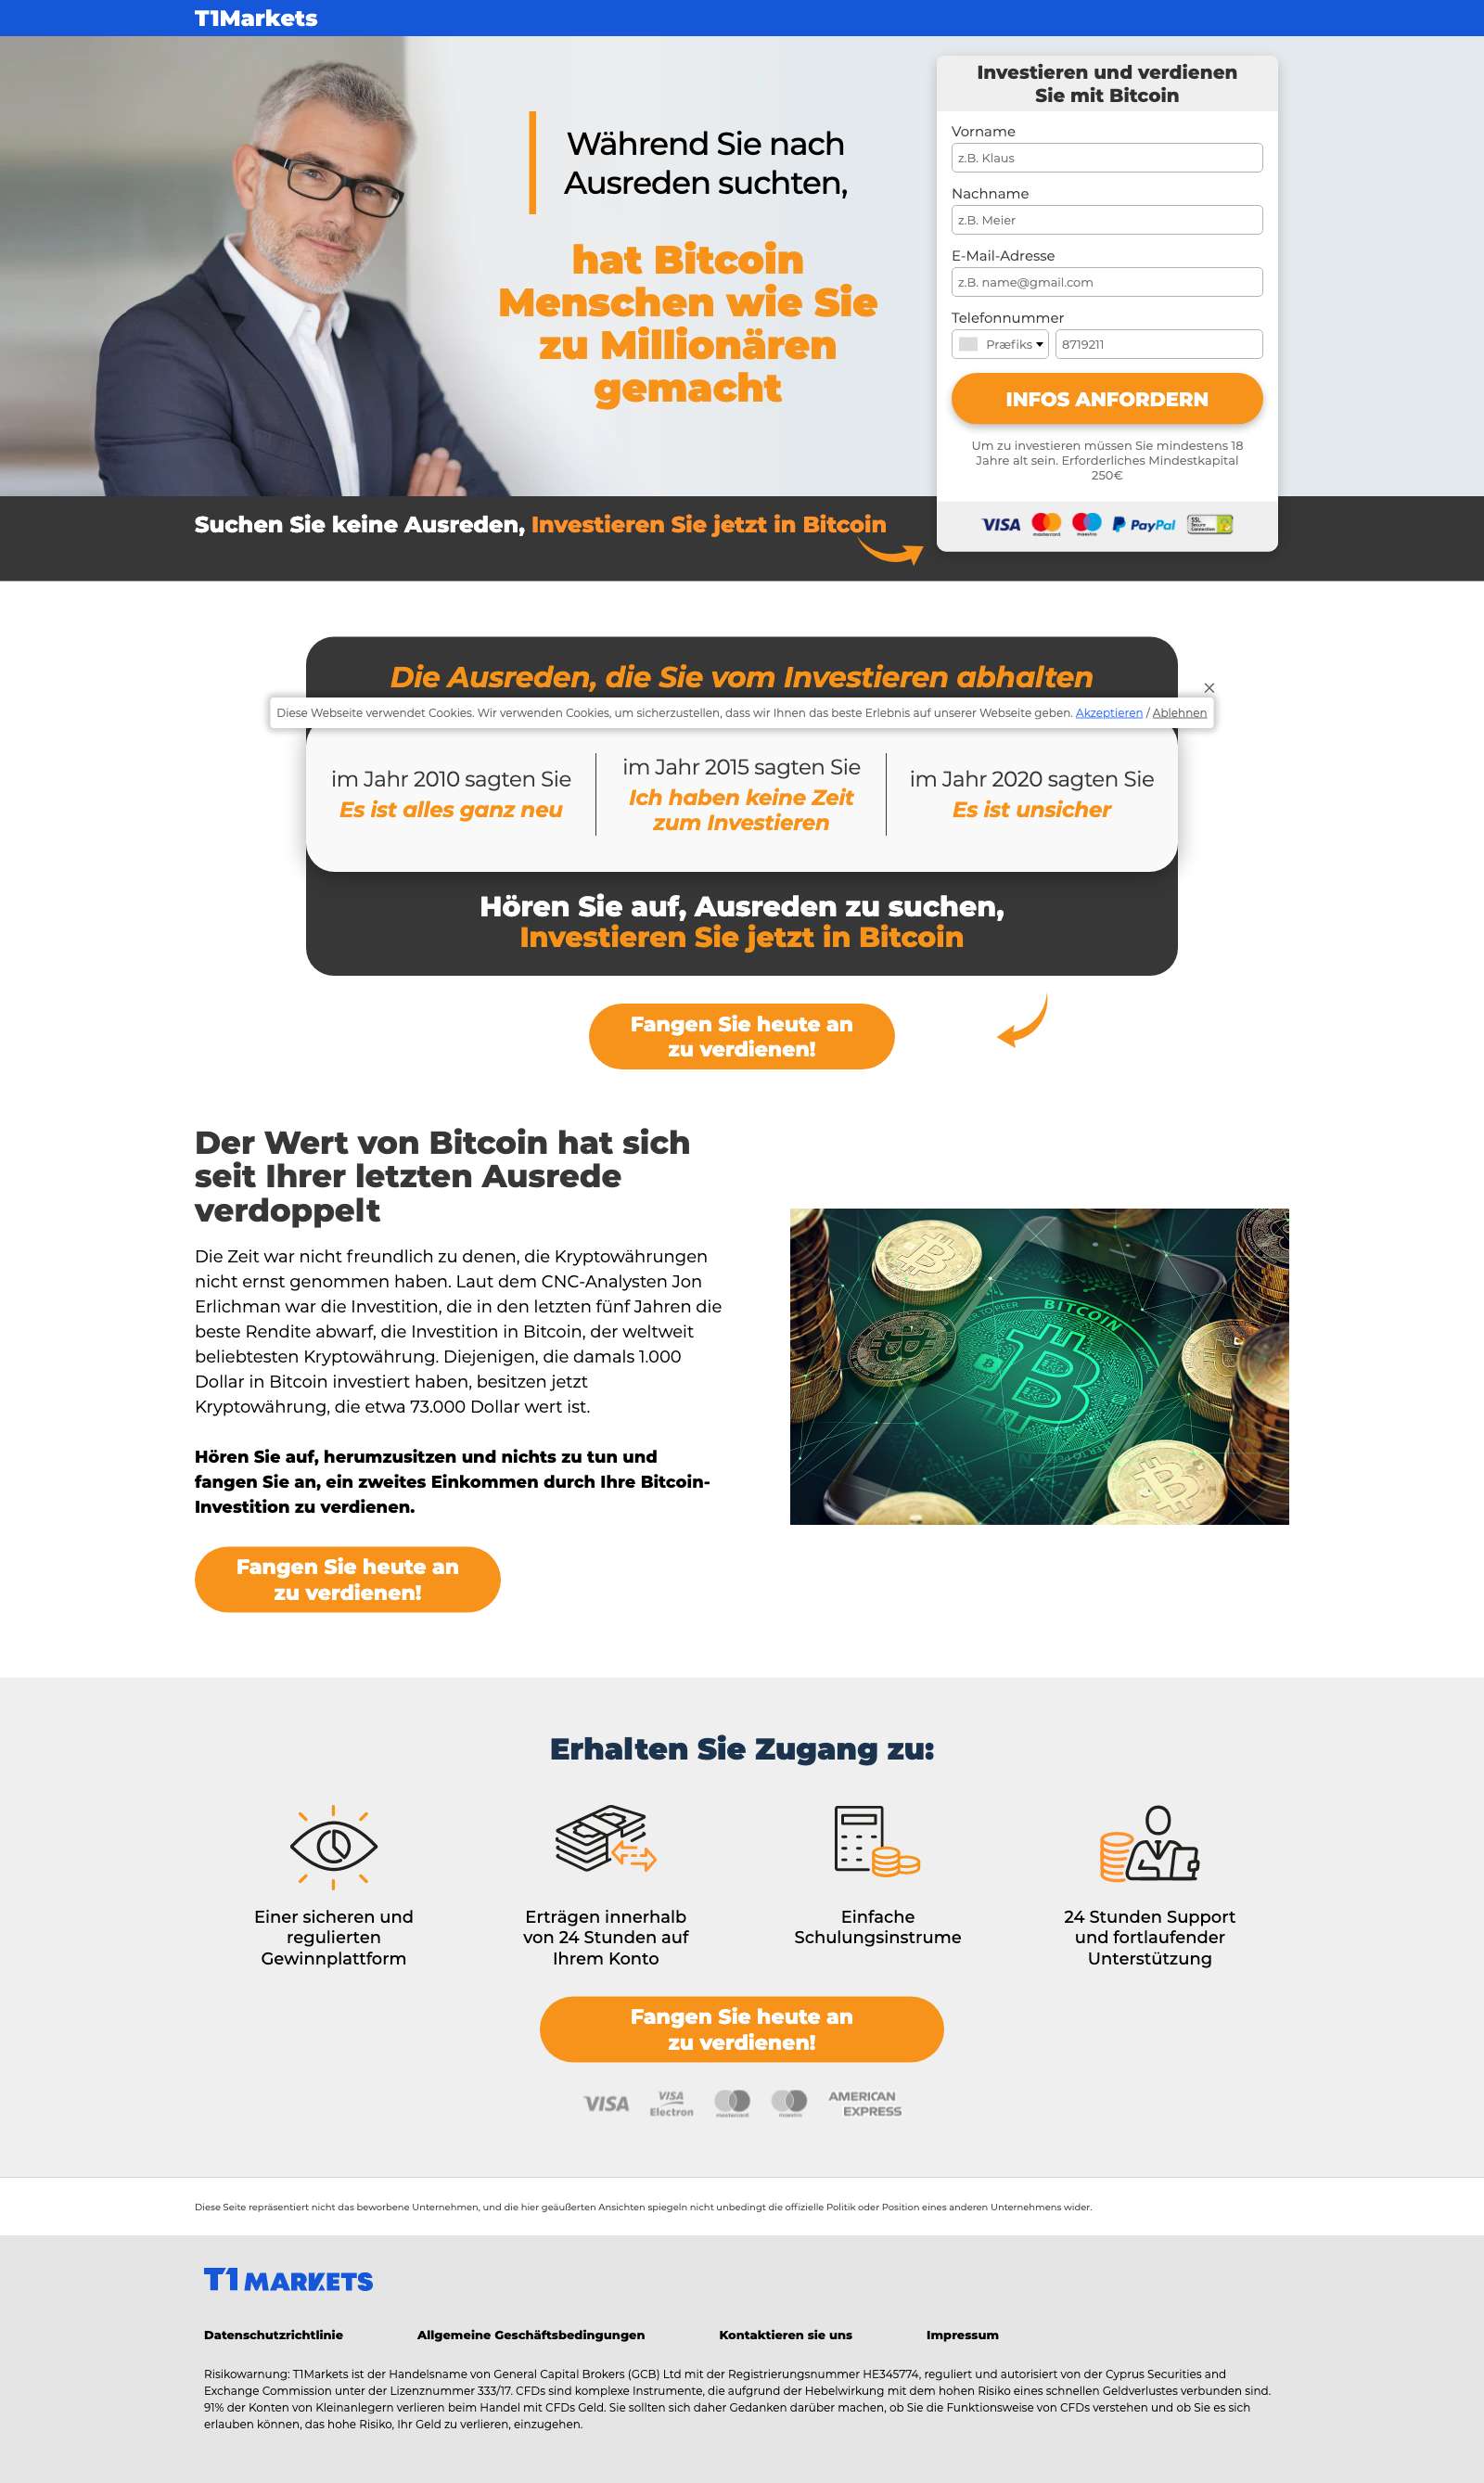 T1Markets
Während Sie nach
Ausreden suchten,
hat Bitcoin
Menschen wie Sie
zu Millionären
gemacht
Investieren und verdienen
Sie mit Bitcoin
Vorname
z.B. Klaus
Nachname
z.B. Meier
E-Mail-Adresse
z.B. name@gmail.com
Telefonnummer
Præfiks 8719211
INFOS ANFORDERN
Um zu investieren müssen Sie mindestens 18
Jahre alt sein. Erforderliches Mindestkapital
250€
VISA mastercard maestro PayPal SSL Secure Connection
Suchen Sie keine Ausreden, Investieren Sie jetzt in Bitcoin
Die Ausreden, die Sie vom Investieren abhalten
Diese Webseite verwendet Cookies. Wir verwenden Cookies, um sicherzustellen, dass wir Ihnen das beste Erlebnis auf unserer Webseite geben. Akzeptieren / Ablehnen
im Jahr 2010 sagten Sie
Es ist alles ganz neu
im Jahr 2015 sagten Sie
Ich haben keine Zeit
zum Investieren
im Jahr 2020 sagten Sie
Es ist unsicher
Hören Sie auf, Ausreden zu suchen,
Investieren Sie jetzt in Bitcoin
Fangen Sie heute an
zu verdienen!
Der Wert von Bitcoin hat sich
seit Ihrer letzten Ausrede
verdoppelt
Die Zeit war nicht freundlich zu denen, die Kryptowährungen
nicht ernst genommen haben. Laut dem CNC-Analysten Jon
Erlichman war die Investition, die in den letzten fünf Jahren die
beste Rendite abwarf, die Investition in Bitcoin, der weltweit
beliebtesten Kryptowährung. Diejenigen, die damals 1.000
Dollar in Bitcoin investiert haben, besitzen jetzt
Kryptowährung, die etwa 73.000 Dollar wert ist.
Hören Sie auf, herumzusitzen und nichts zu tun und
fangen Sie an, ein zweites Einkommen durch Ihre Bitcoin-
Investition zu verdienen.
BITCOIN
Fangen Sie heute an
zu verdienen!
Erhalten Sie Zugang zu:
Einer sicheren und
regulierten
Gewinnplattform
Erträgen innerhalb
von 24 Stunden auf
Ihrem Konto
Einfache
Schulungsinstrume
24 Stunden Support
und fortlaufender
Unterstützung
Fangen Sie heute an
zu verdienen!
VISA VISA Electron mastercard maestro AMERICAN EXPRESS
Diese Seite repräsentiert nicht das beworbene Unternehmen, und die hier geäußerten Ansichten spiegeln nicht unbedingt die offizielle Politik oder Position eines anderen Unternehmens wider.
T1 MARKETS
Datenschutzrichtlinie Allgemeine Geschäftsbedingungen Kontaktieren sie uns Impressum
Risikowarnung: T1Markets ist der Handelsname von General Capital Brokers (GCB) Ltd mit der Registrierungsnummer HE345774, reguliert und autorisiert von der Cyprus Securities and
Exchange Commission unter der Lizenznummer 333/17. CFDs sind komplexe Instrumente, die aufgrund der Hebelwirkung mit dem hohen Risiko eines schnellen Geldverlustes verbunden sind.
91% der Konten von Kleinanlegern verlieren beim Handel mit CFDs Geld. Sie sollten sich daher Gedanken darüber machen, ob Sie die Funktionsweise von CFDs verstehen und ob Sie es sich
erlauben können, das hohe Risiko, Ihr Geld zu verlieren, einzugehen.